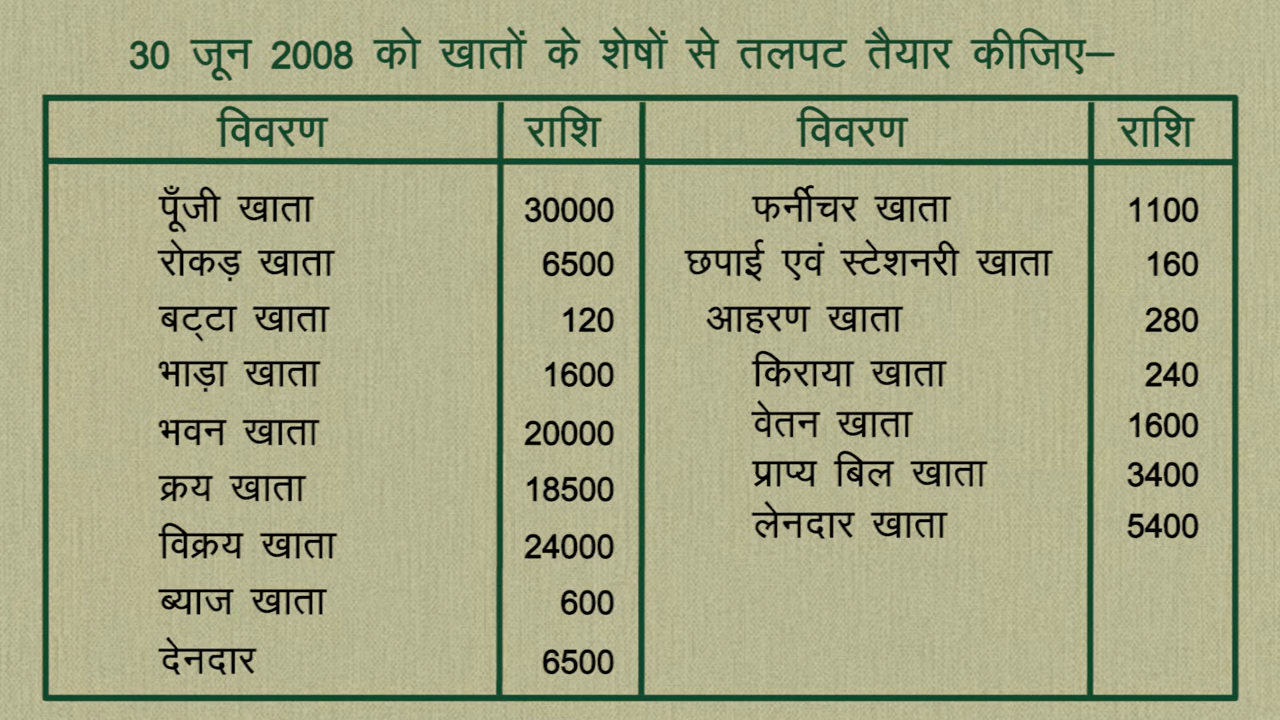 30 जून 2008 को खातों के शेषों से तलपट तैयार कीजिए–
विवरण राशि विवरण राशि
पूँजी खाता 30000 फर्नीचर खाता 1100
रोकड़ खाता 6500 छपाई एवं स्टेशनरी खाता 160
बट्टा खाता 120 आहरण खाता 280
भाड़ा खाता 1600 किराया खाता 240
भवन खाता 20000 वेतन खाता 1600
क्रय खाता 18500 प्राप्य बिल खाता 3400
विक्रय खाता 24000 लेनदार खाता 5400
ब्याज खाता 600
देनदार 6500